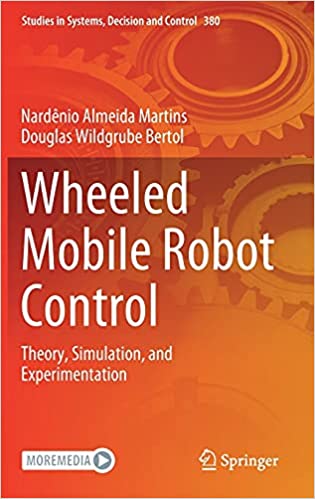 Studies in Systems, Decision and Control 380
Nardênio Almeida Martins
Douglas Wildgrube Bertol
Wheeled
Mobile Robot
Control
Theory, Simulation, and
Experimentation
MOREMEDIA
Springer